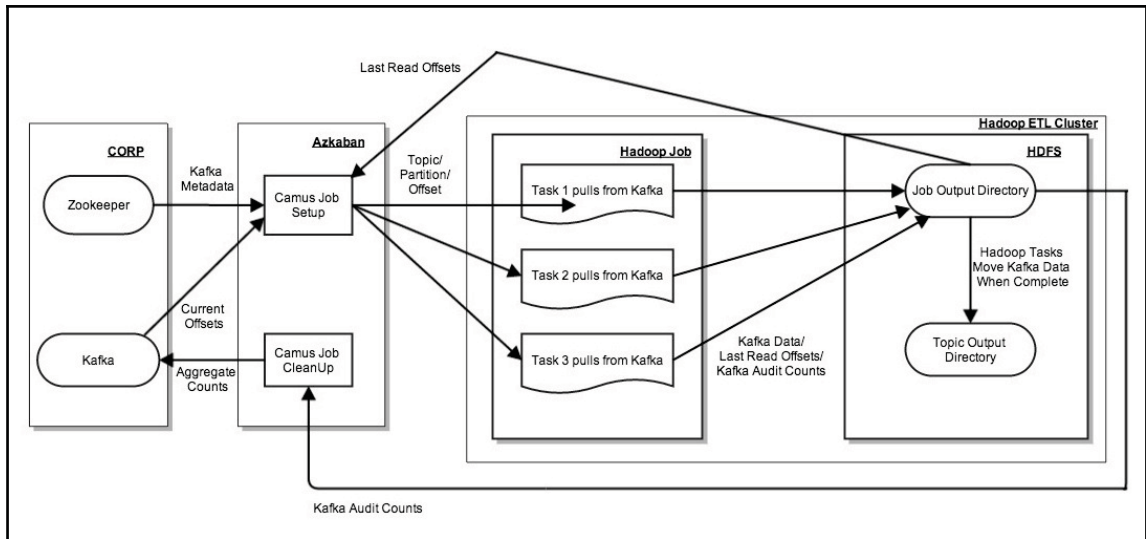 Last Read Offsets
Hadoop ETL Cluster
CORP
Azkaban
Hadoop Job
HDFS
Kafka
Metadata
Topic/
Partition/
Offset
Zookeeper
Camus Job
Setup
Task 1 pulls from Kafka
Job Output Directory
Task 2 pulls from Kafka
Hadoop Tasks
Move Kafka Data
When Complete
Current
Offsets
Kafka
Aggregate
Counts
Camus Job
CleanUp
Task 3 pulls from Kafka
Kafka Data/
Last Read Offsets/
Kafka Audit Counts
Topic Output
Directory
Kafka Audit Counts